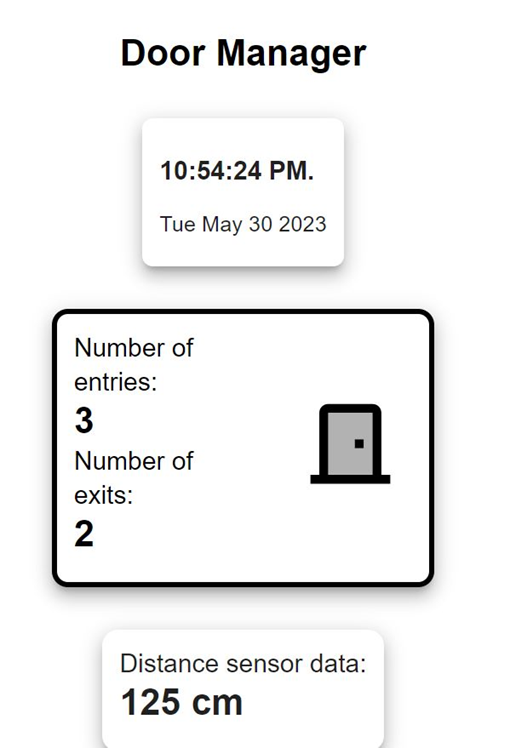 Door Manager
10:54:24 PM.
Tue May 30 2023
Number of
entries:
3
Number of
exits:
2
Distance sensor data:
125 cm